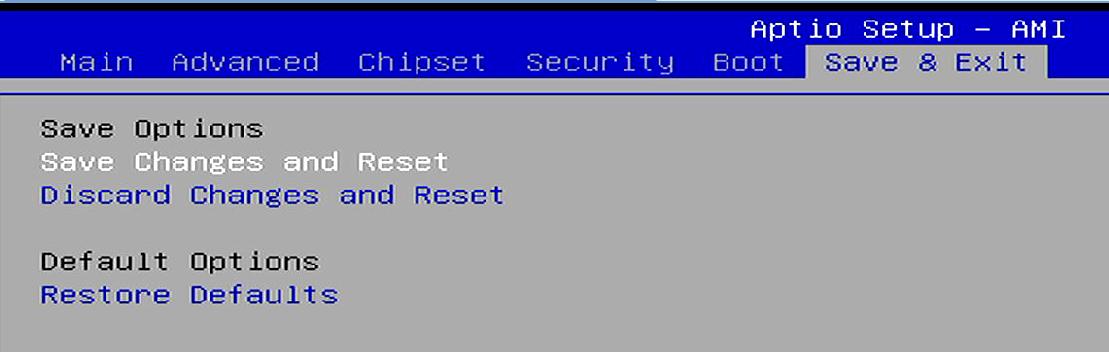 Aptio Setup – AMI
Main Advanced Chipset Security Boot Save & Exit
Save Options
Save Changes and Reset
Discard Changes and Reset
Default Options
Restore Defaults